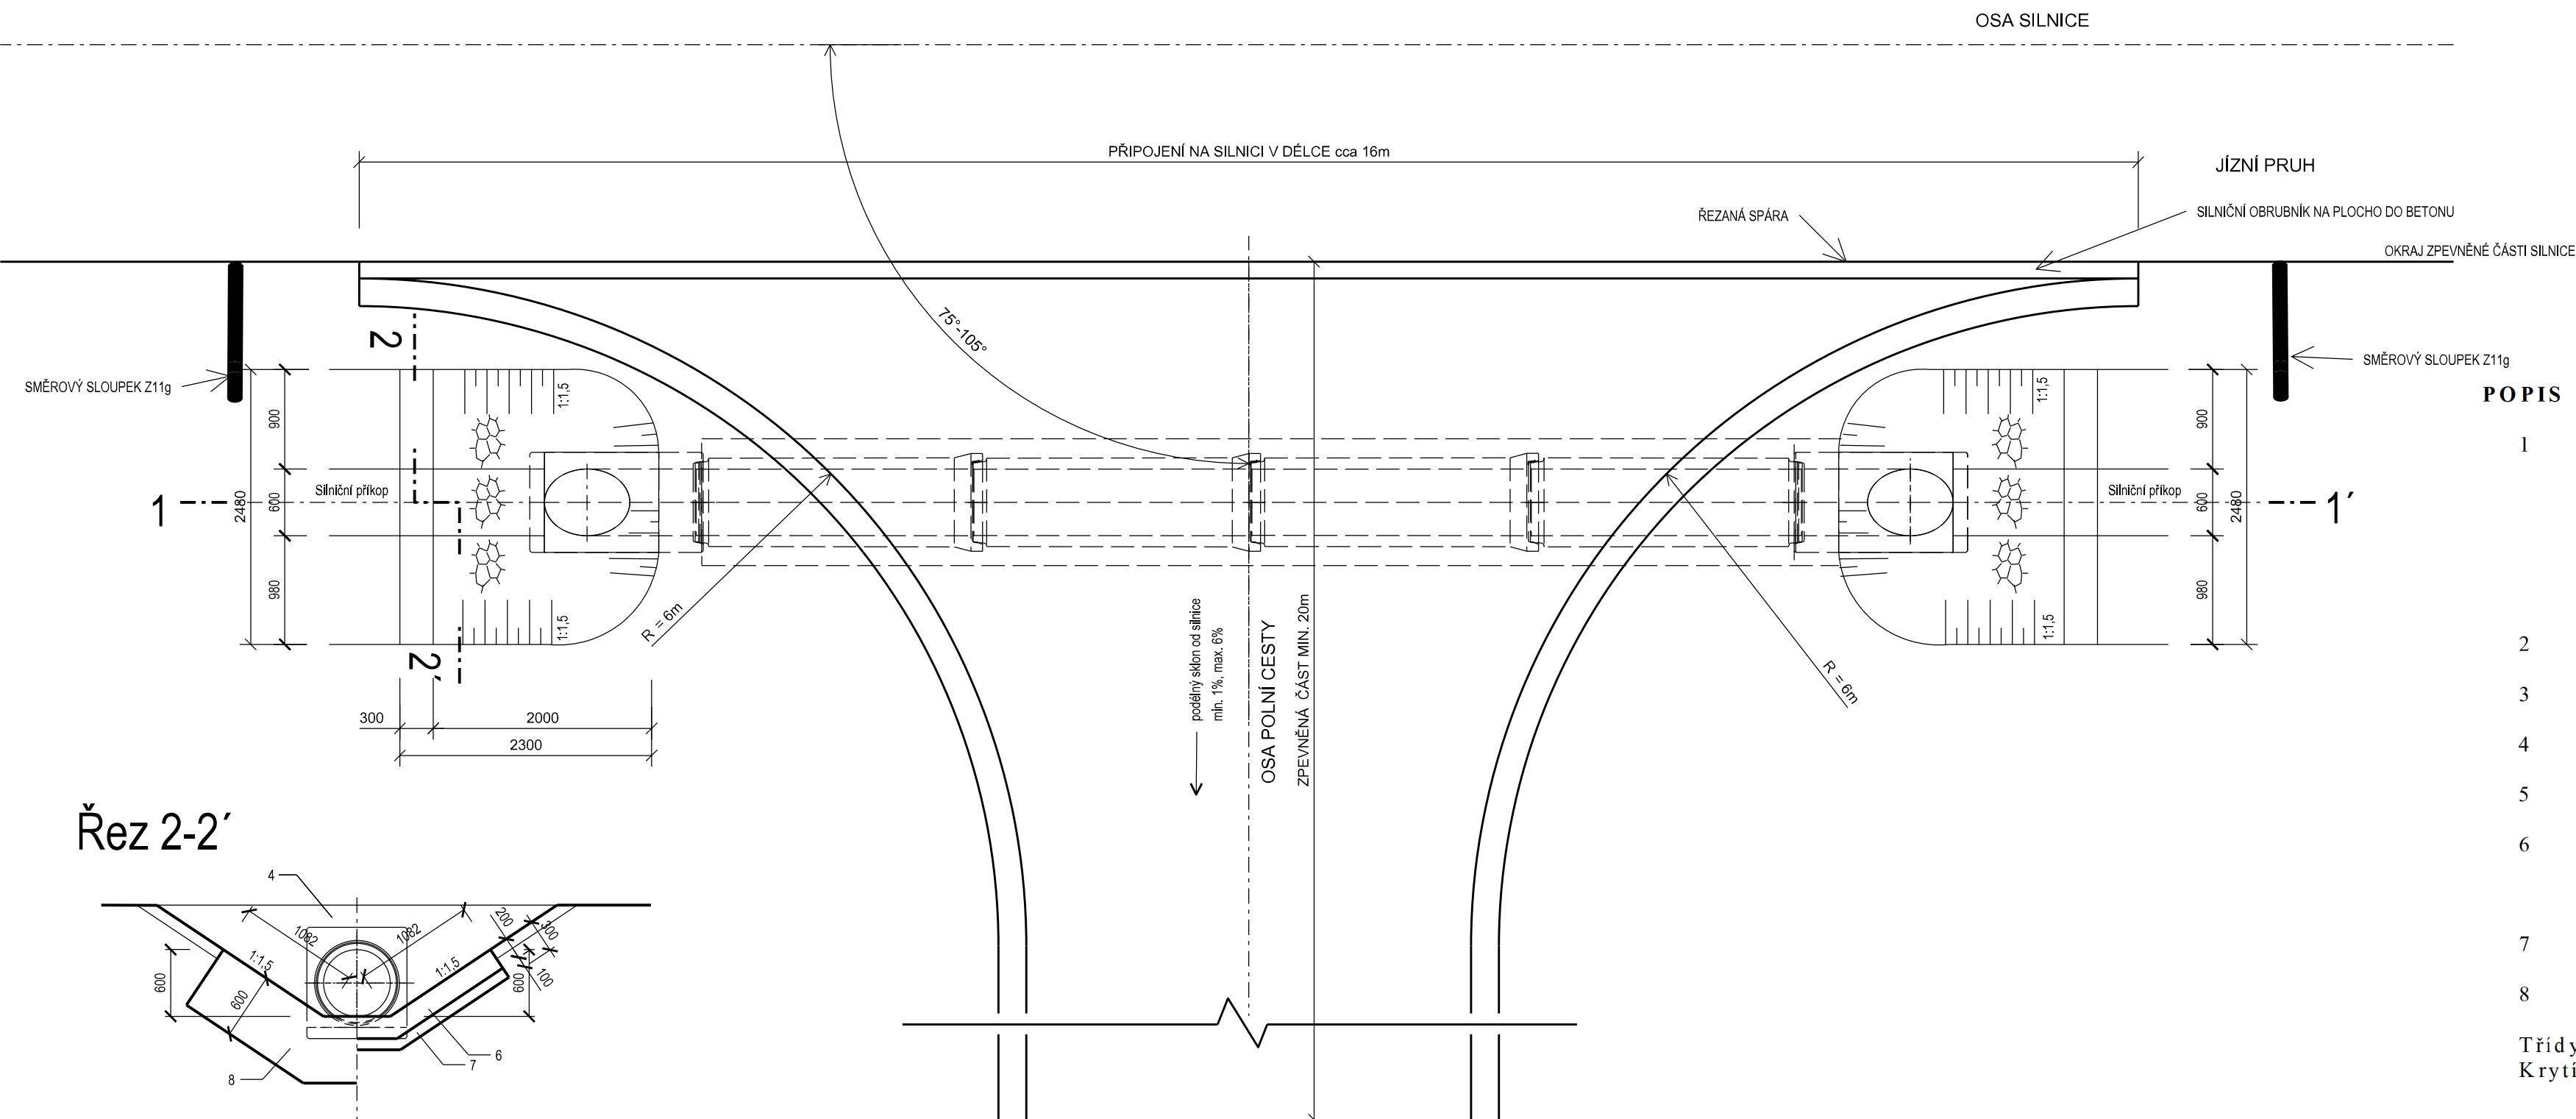 OSA SILNICE
PŘIPOJENÍ NA SILNICI V DÉLCE cca 16m
JÍZNÍ PRUH
ŘEZANÁ SPÁRA
SILNIČNÍ OBRUBNÍK NA PLOCHO DO BETONU
OKRAJ ZPEVNĚNÉ ČÁSTI SILNICE
75°-105°
2
SMĚROVÝ SLOUPEK Z11g
SMĚROVÝ SLOUPEK Z11g
1:1,5
1:1,5
900
900
POPIS
1
Silniční příkop
Silniční příkop
1
2480
600
600
2480
1´
980
980
1:1,5
1:1,5
2´
R = 6m
R = 6m
podélný sklon od silnice
min. 1%, max. 6%
OSA POLNÍ CESTY
ZPEVNĚNÁ ČÁST MIN. 20m
2
3
4
5
6
7
8
300
2000
2300
Řez 2-2´
4
1082
1082
200
300
1:1,5
1:1,5
600
600
600
100
6
7
8
Třídy
Krytí